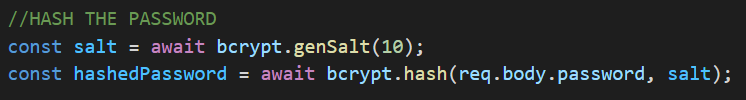 //HASH THE PASSWORD
const salt = await bcrypt.genSalt(10);
const hashedPassword = await bcrypt.hash(req.body.password, salt);